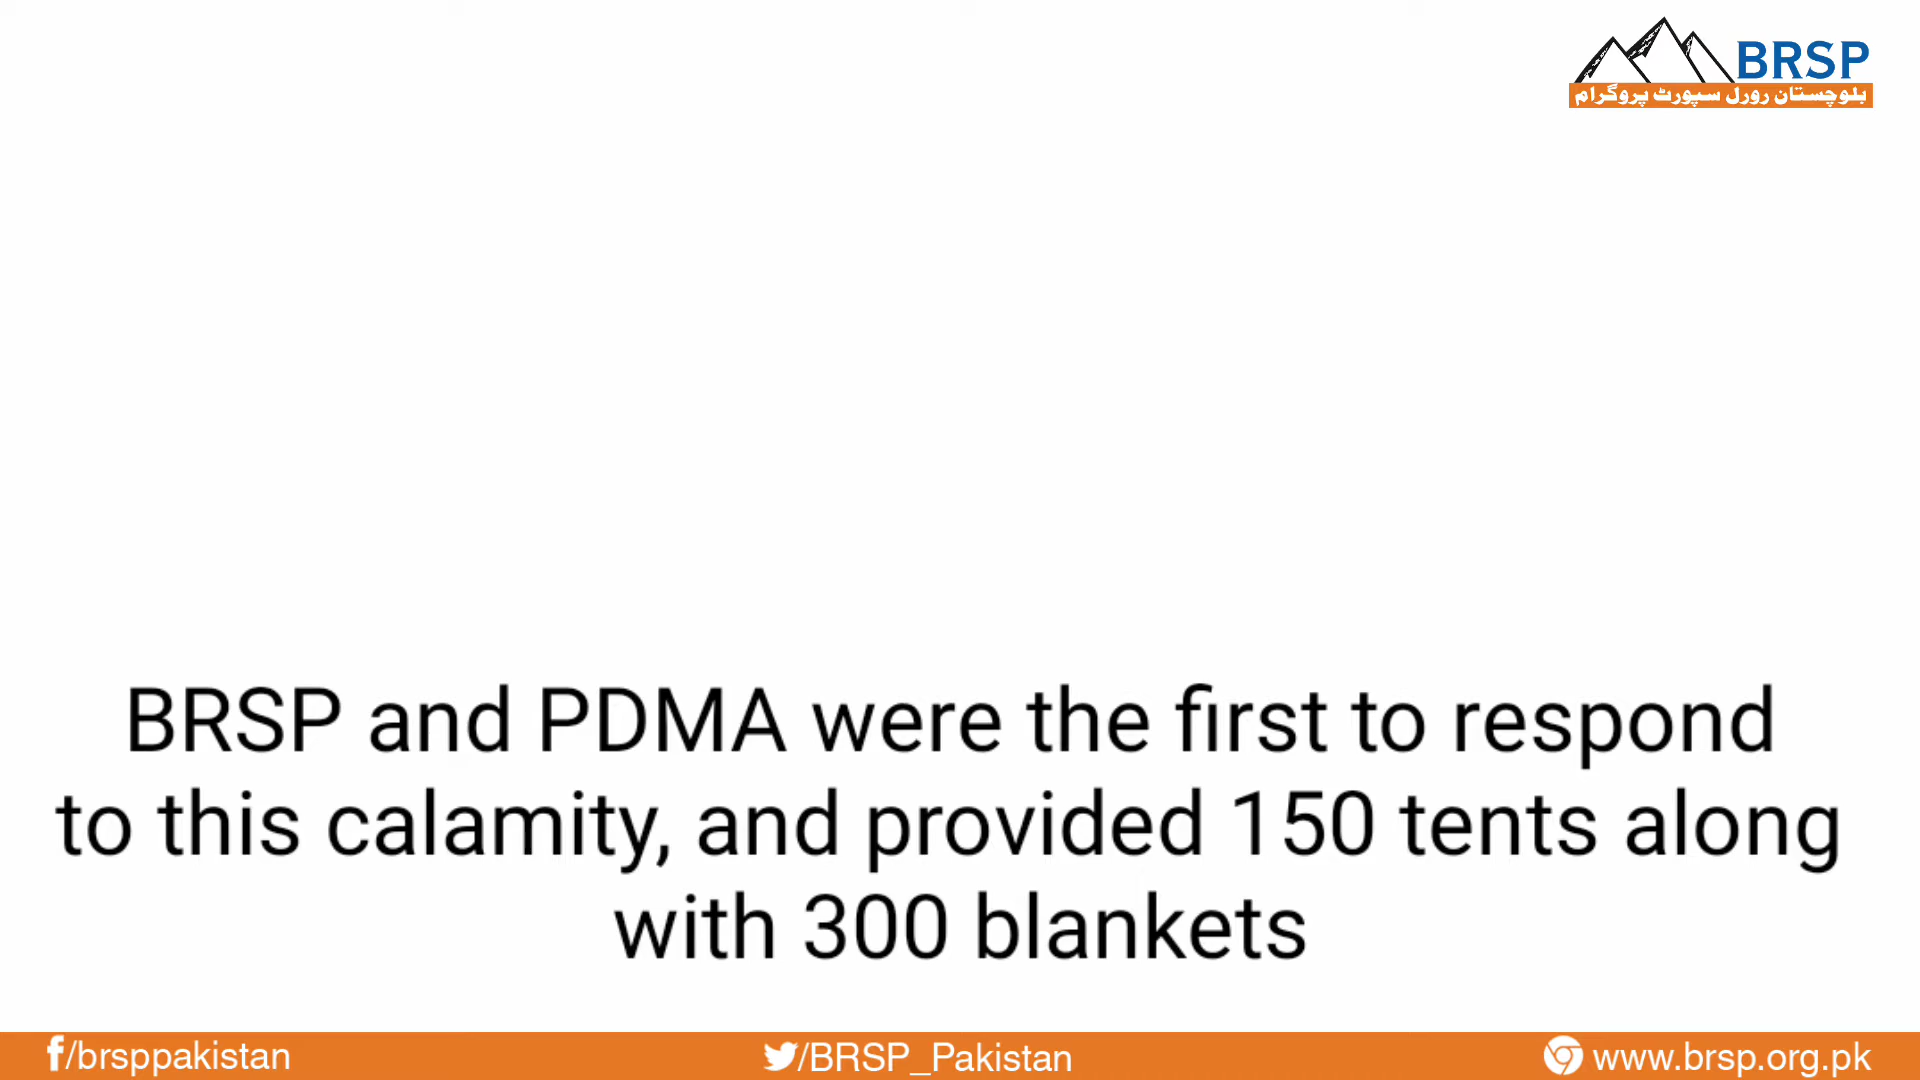 BRSP
بلوچستان رورل سپورٹ پروگرام
BRSP and PDMA were the first to respond
to this calamity, and provided 150 tents along
with 300 blankets
f/brsppakistan
/BRSP_Pakistan
www.brsp.org.pk